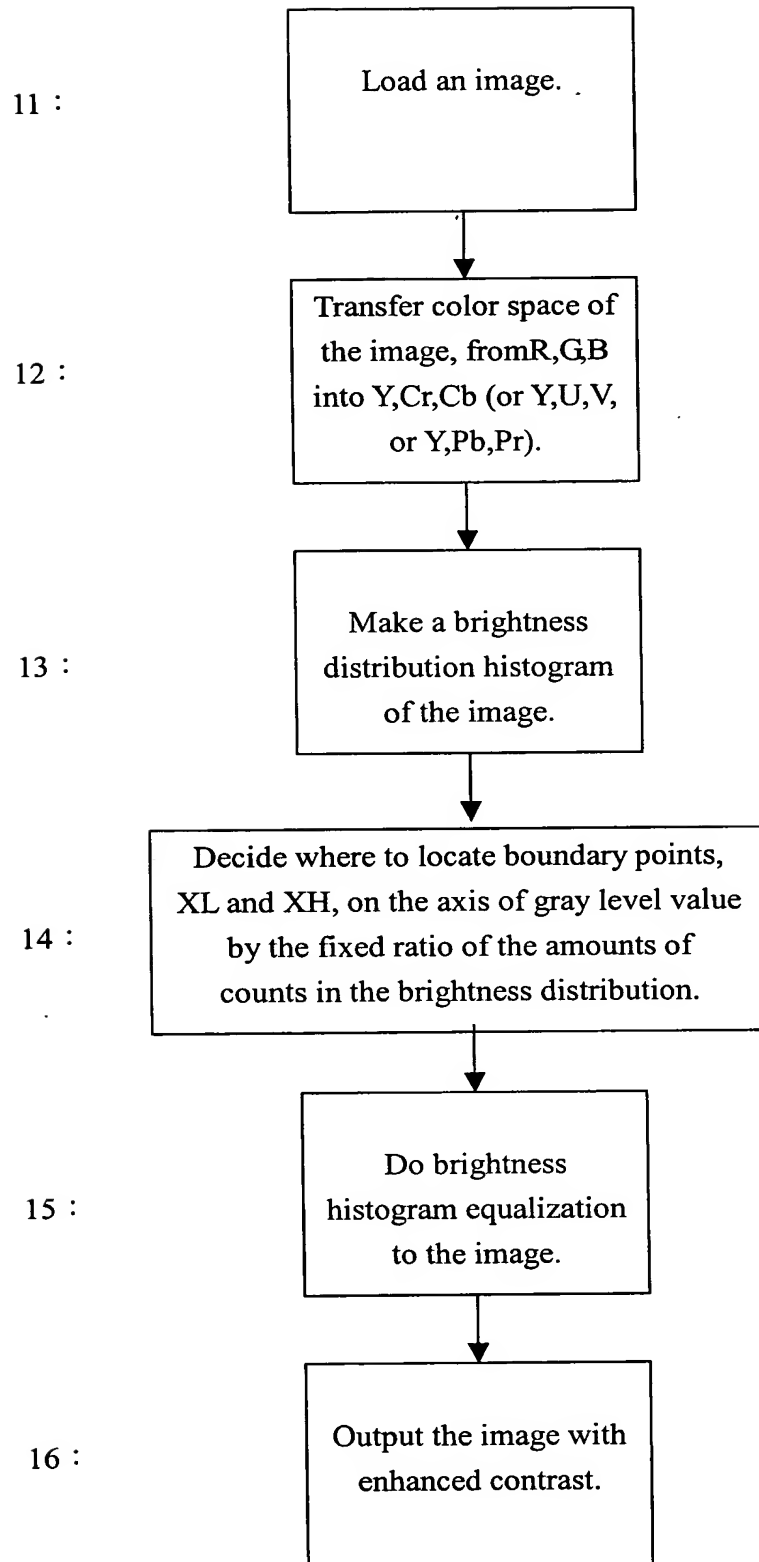 11 :
Load an image.
12 :
Transfer color space of
the image, fromR,G,B
into Y,Cr,Cb (or Y,U,V,
or Y,Pb,Pr).
13 :
Make a brightness
distribution histogram
of the image.
14 :
Decide where to locate boundary points,
XL and XH, on the axis of gray level value
by the fixed ratio of the amounts of
counts in the brightness distribution.
15 :
Do brightness
histogram equalization
to the image.
16 :
Output the image with
enhanced contrast.